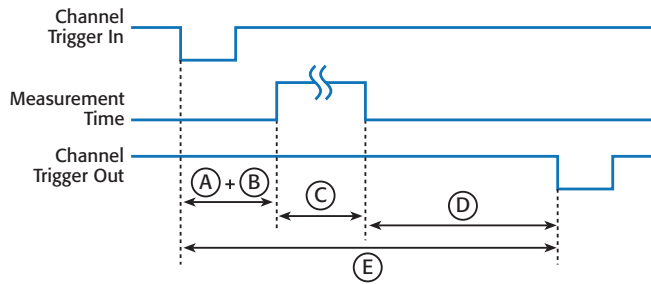 Channel
Trigger In
Measurement
Time
Channel
Trigger Out
A + B
C
D
E